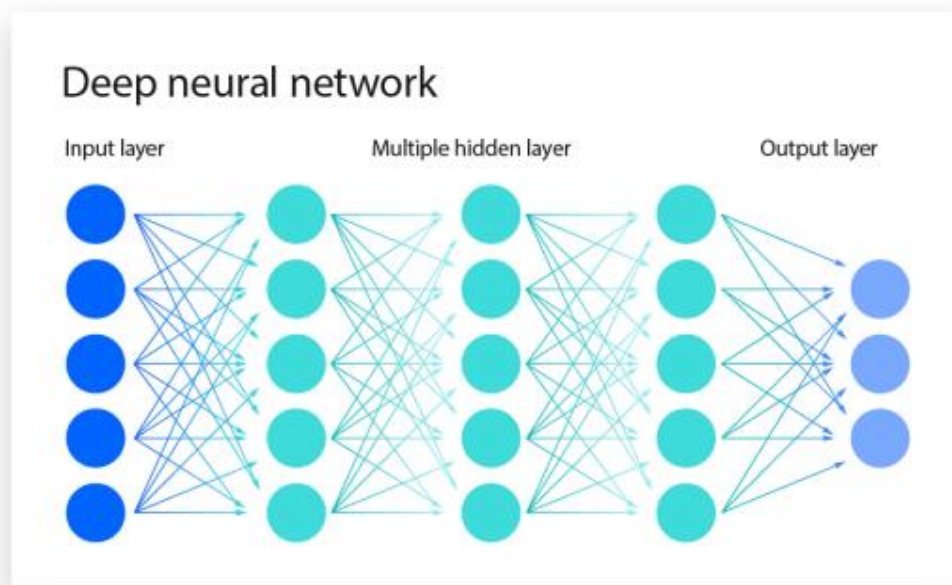 Deep neural network
Input layer
Multiple hidden layer
Output layer